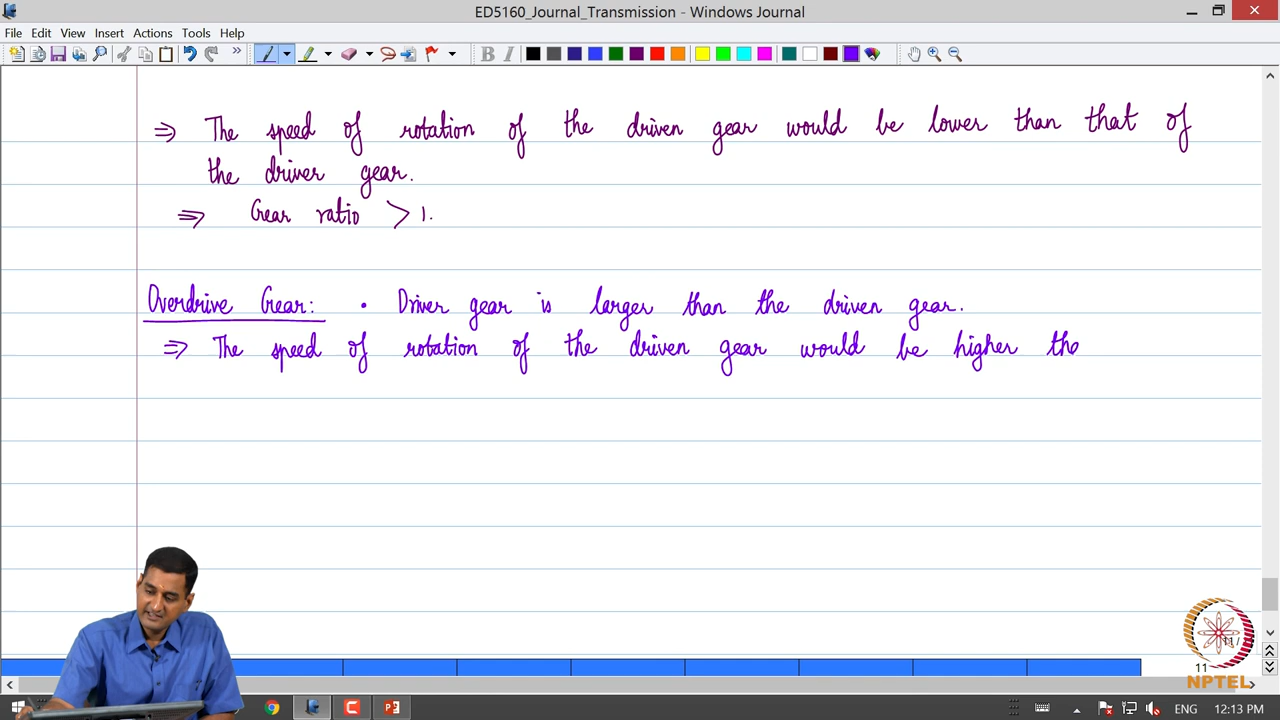 ED5160_Journal_Transmission - Windows Journal
File Edit View Insert Actions Tools Help
⇒ The speed of rotation of the driven gear would be lower than that of
the driver gear.
⇒ Gear ratio > 1.
Overdrive Gear: • Driver gear is larger than the driven gear.
⇒ The speed of rotation of the driven gear would be higher the
11
NPTEL
ENG 12:13 PM